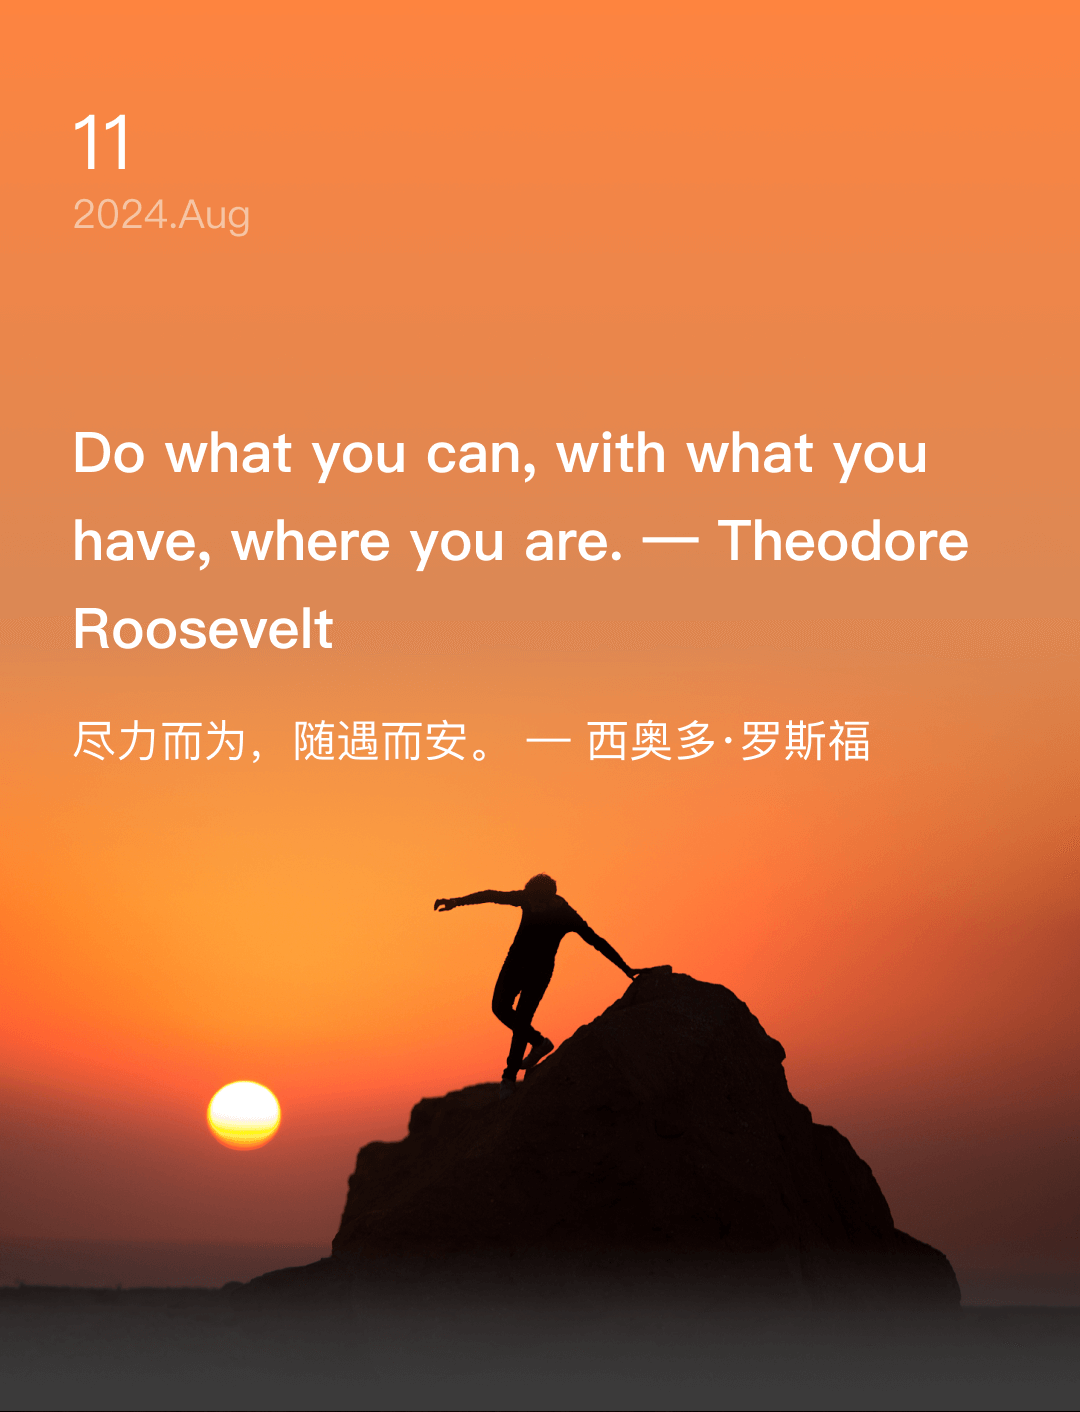 11
2024.Aug
Do what you can, with what you
have, where you are. — Theodore
Roosevelt
尽力而为，随遇而安。 — 西奥多·罗斯福